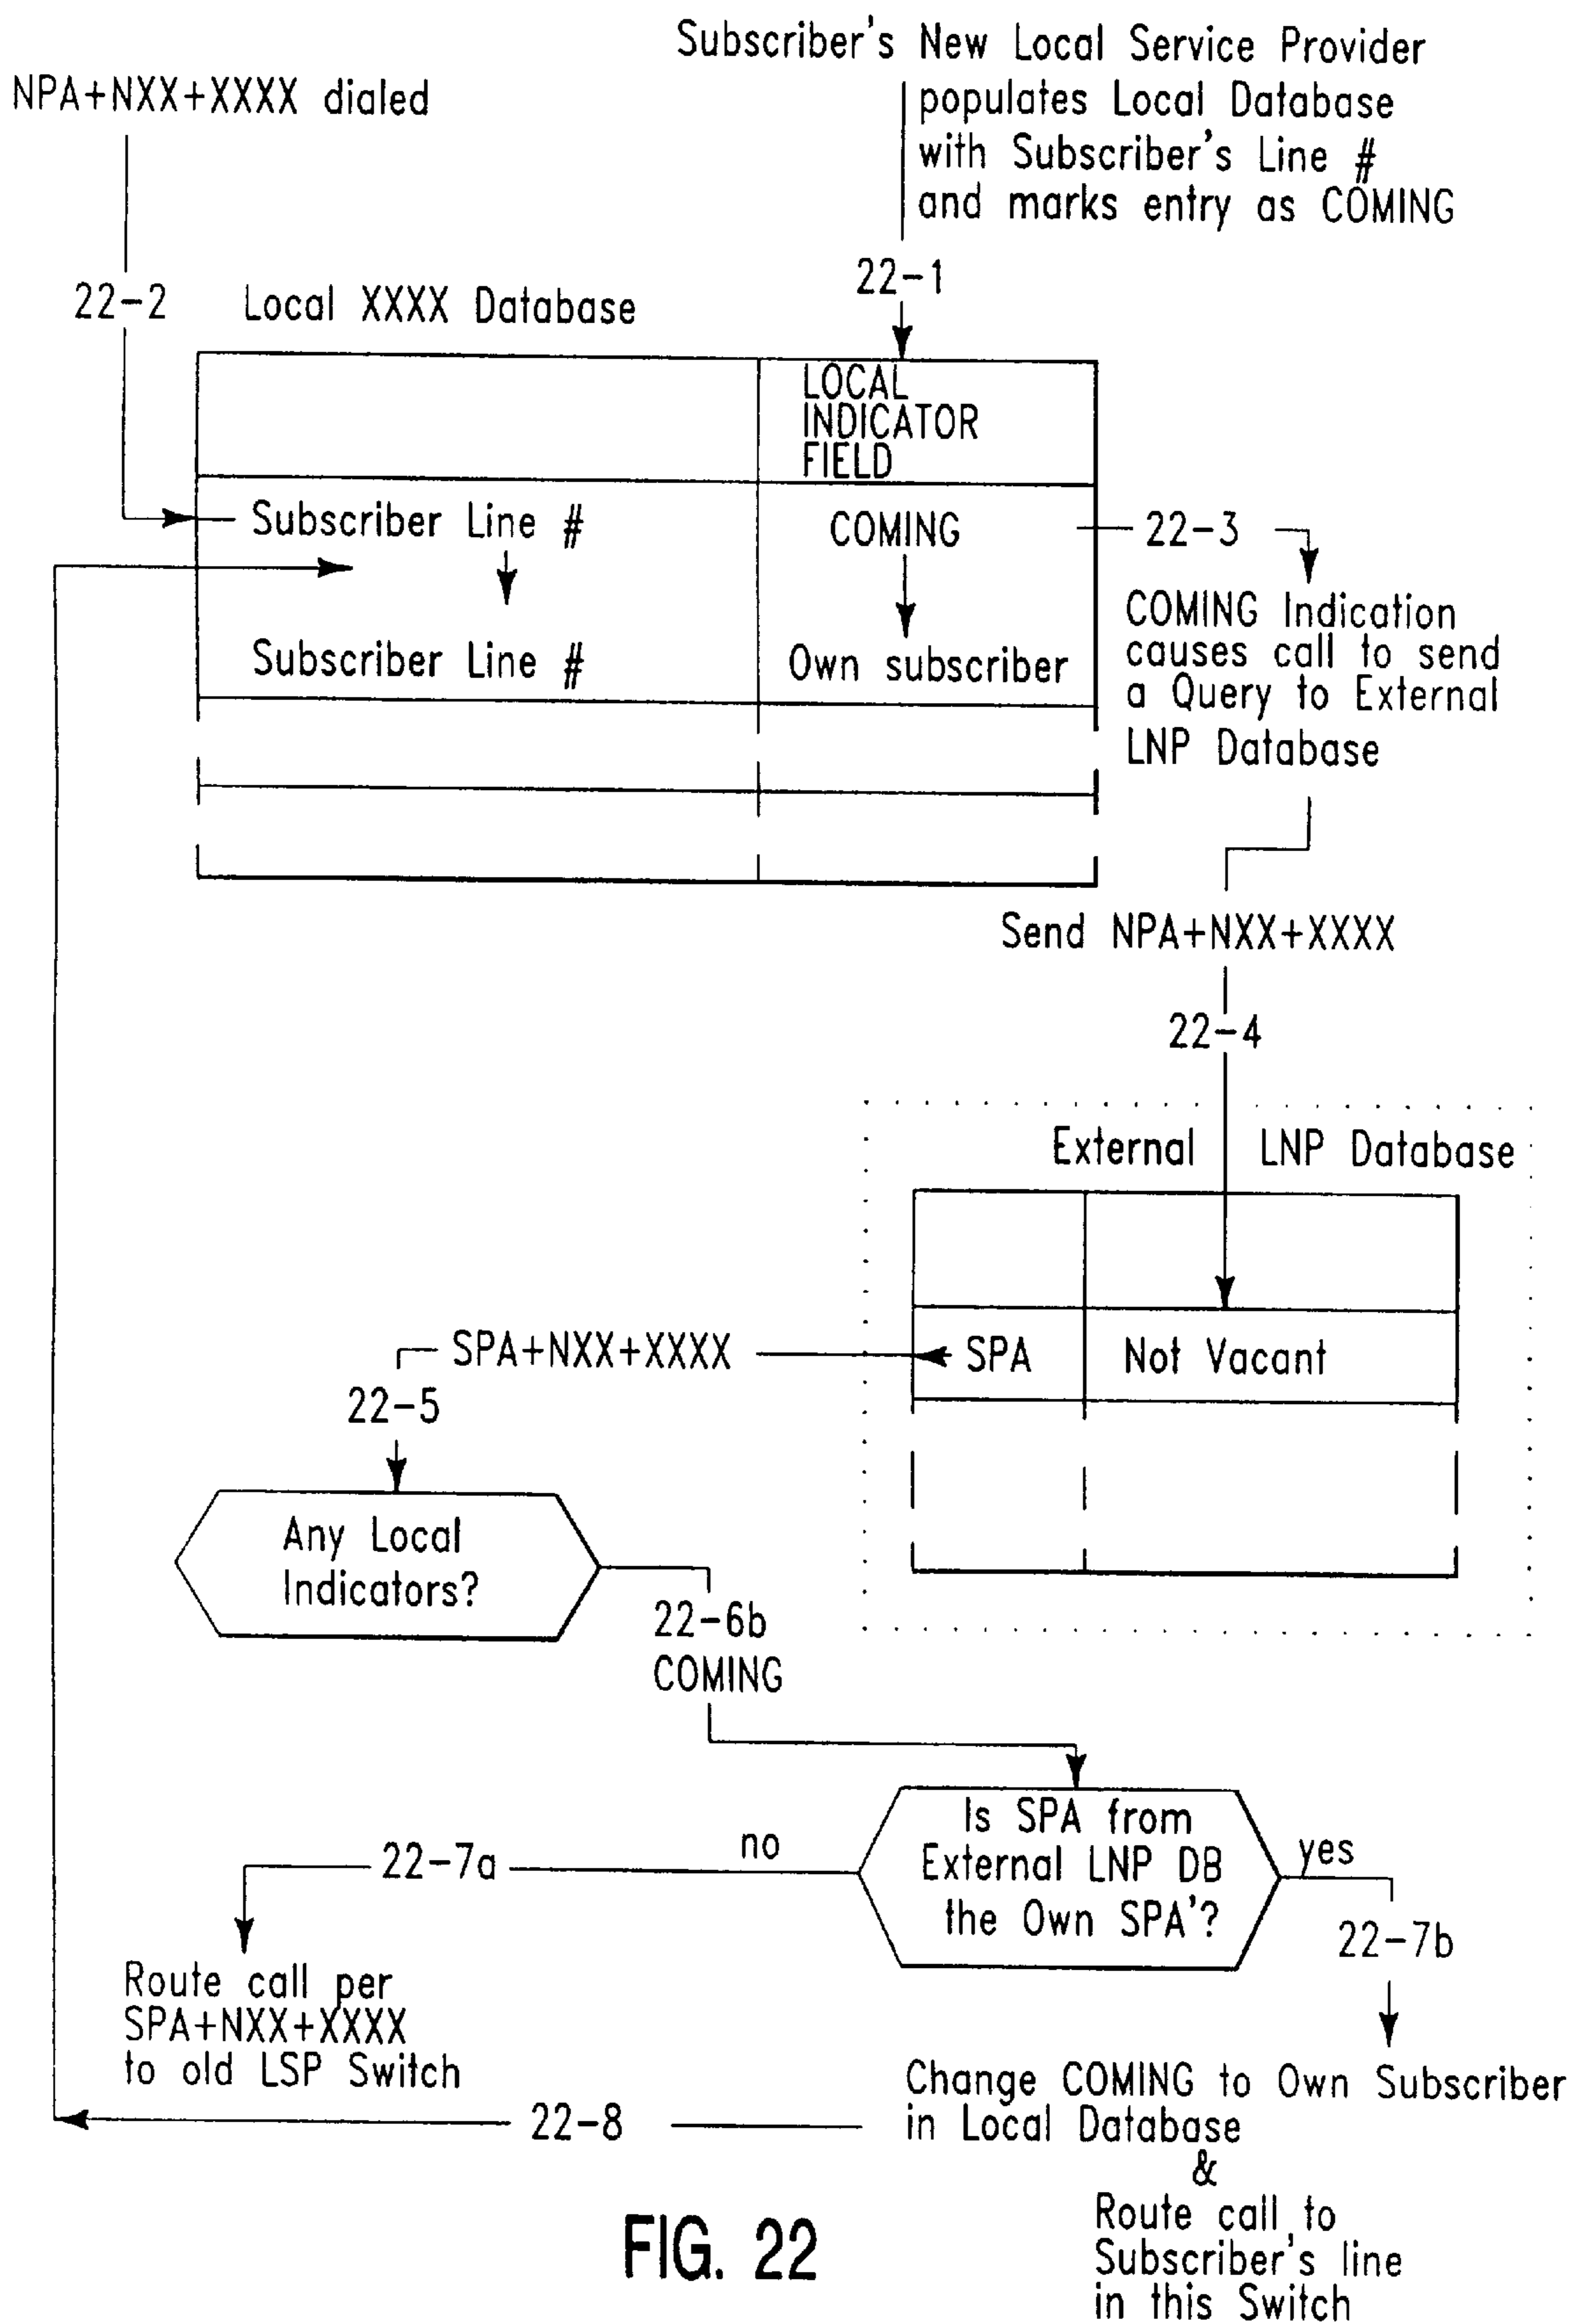 Subscriber's New Local Service Provider
populates Local Database
with Subscriber's Line #
and marks entry as COMING
NPA+NXX+XXXX dialed
22-1
22-2
Local XXXX Database
LOCAL
INDICATOR
FIELD
Subscriber Line #
COMING
22-3
Subscriber Line #
Own subscriber
COMING Indication
causes call to send
a Query to External
LNP Database
Send NPA+NXX+XXXX
22-4
External LNP Database
SPA
Not Vacant
SPA+NXX+XXXX
22-5
Any Local
Indicators?
22-6b
COMING
Is SPA from
External LNP DB
the Own SPA'?
no
yes
22-7a
22-7b
Route call per
SPA+NXX+XXXX
to old LSP Switch
Change COMING to Own Subscriber
in Local Database
&
Route call to
Subscriber's line
in this Switch
22-8
FIG. 22